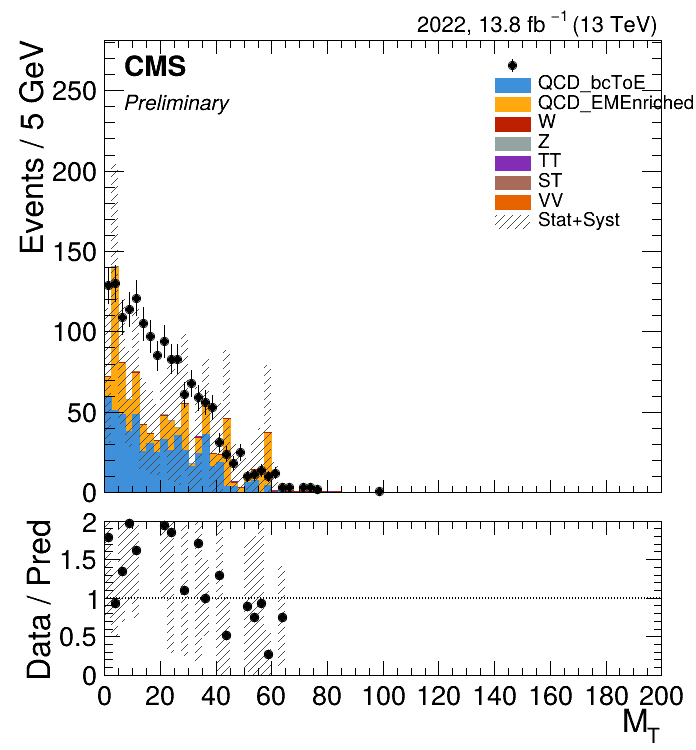 2022, 13.8 fb⁻¹ (13 TeV)
CMS
Preliminary
QCD_bcToE
QCD_EMEnriched
W
Z
TT
ST
VV
Stat+Syst
Events / 5 GeV
250
200
150
100
50
0
Data / Pred
2
1.5
1
0.5
0
0 20 40 60 80 100 120 140 160 180 200
M_T